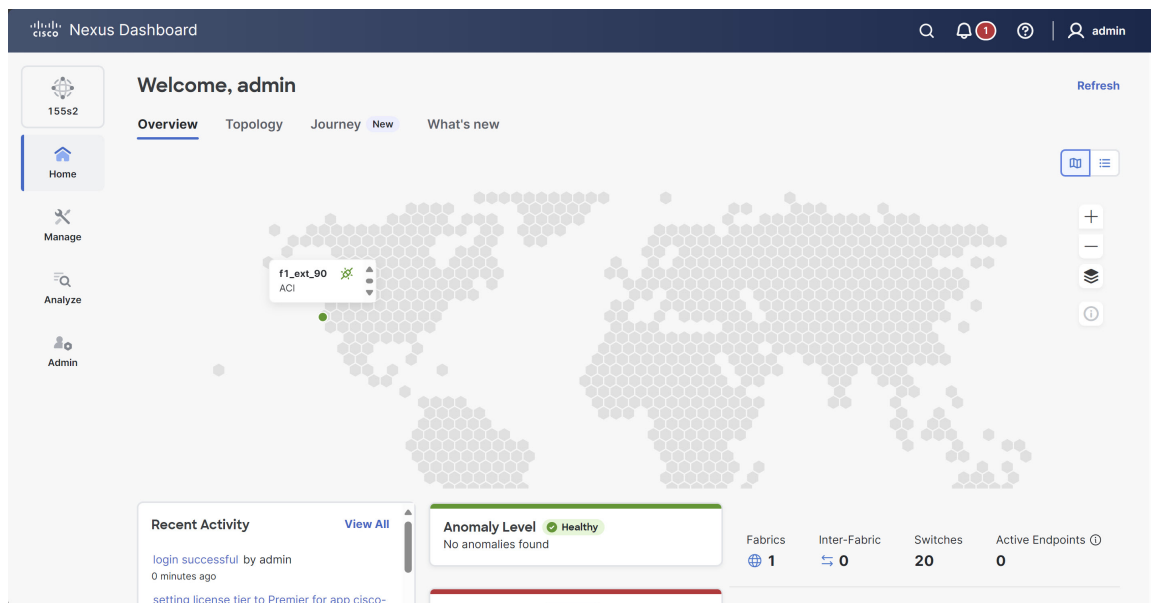 cisco Nexus Dashboard
1
admin
155s2
Home
Manage
Analyze
Admin
Welcome, admin
Refresh
Overview Topology Journey New What's new
f1_ext_90
ACI
Recent Activity View All
login successful by admin
0 minutes ago
setting license tier to Premier for app cisco-
Anomaly Level Healthy
No anomalies found
Fabrics Inter-Fabric Switches Active Endpoints
1 0 20 0